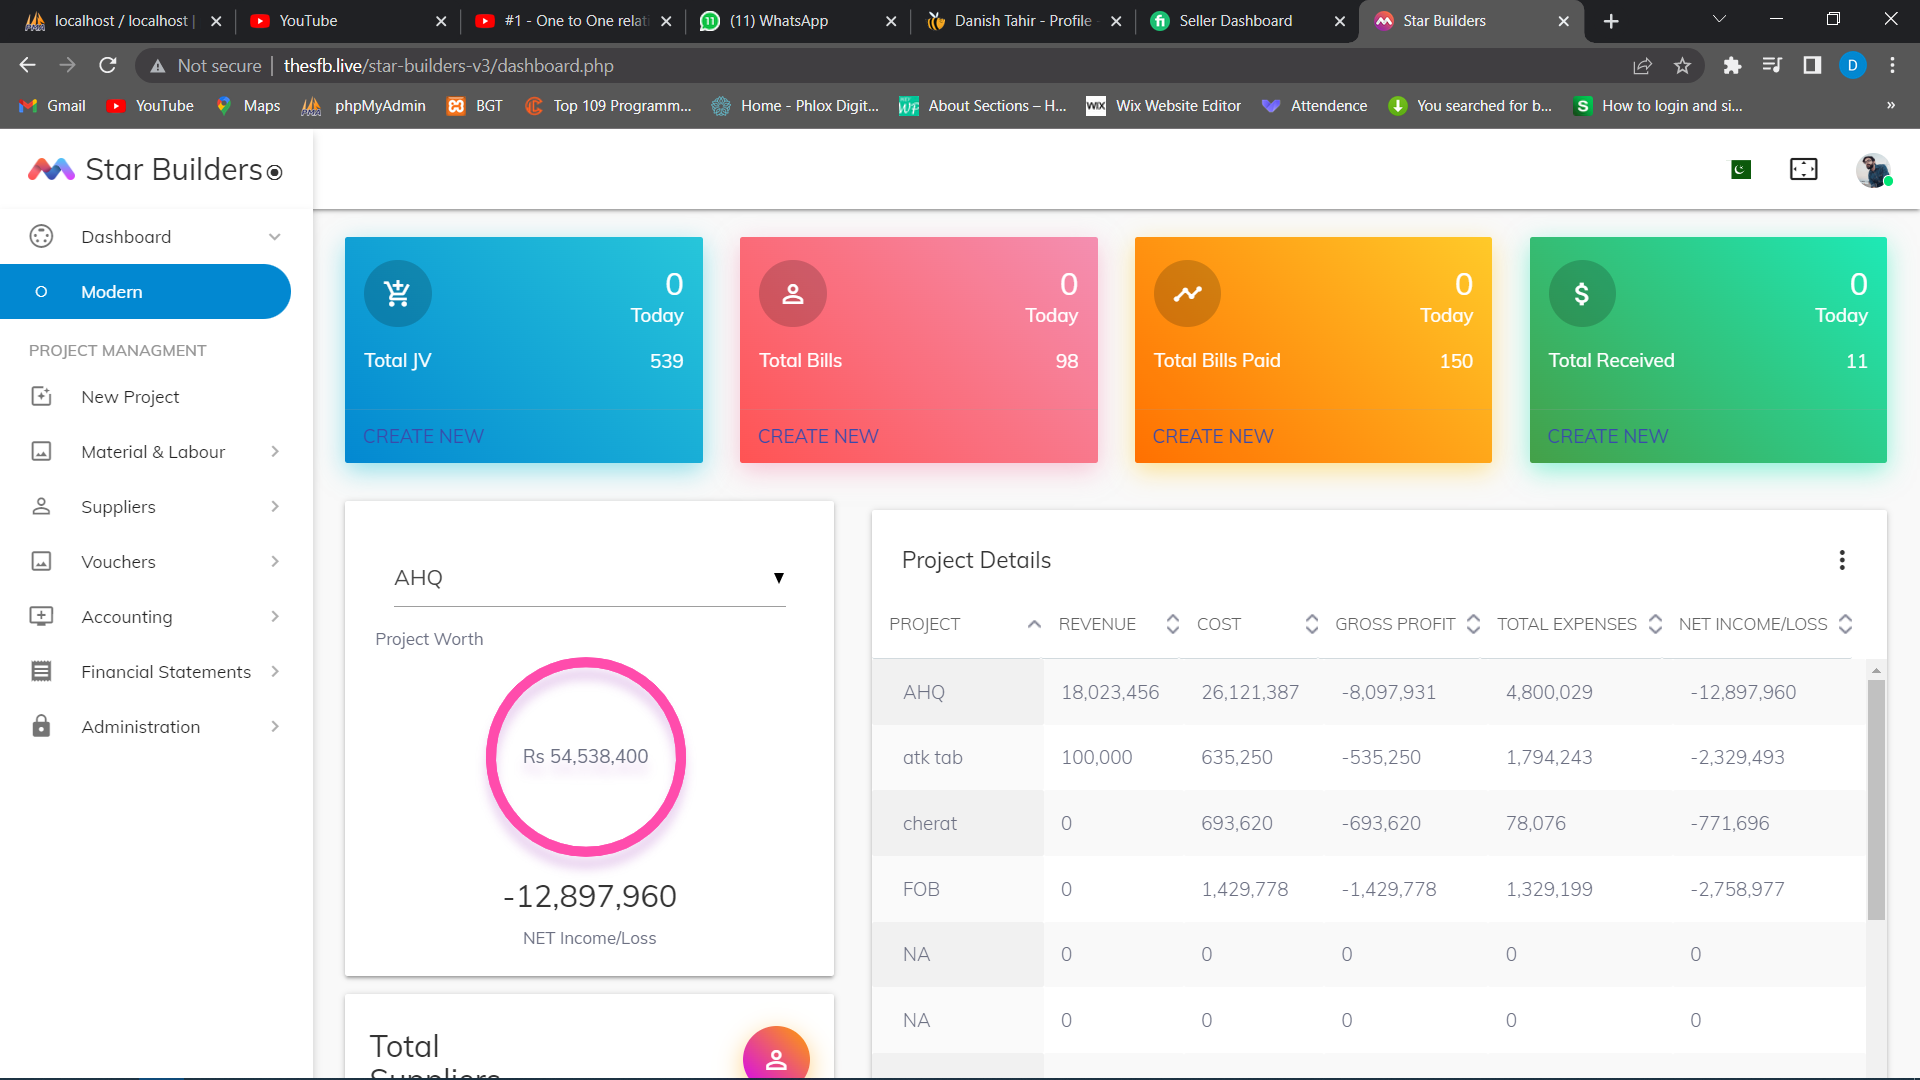 localhost / localhost |
YouTube
#1 - One to One relati
(11) WhatsApp
Danish Tahir - Profile -
Seller Dashboard
Star Builders
Not secure
thesfb.live/star-builders-v3/dashboard.php
D
Gmail
YouTube
Maps
phpMyAdmin
BGT
Top 109 Programm...
Home - Phlox Digit...
About Sections – H...
WIX
Wix Website Editor
Attendence
You searched for b...
S
How to login and si...
»
Star Builders
Dashboard
Modern
PROJECT MANAGMENT
New Project
Material & Labour
Suppliers
Vouchers
Accounting
Financial Statements
Administration
0
Today
Total JV 539
CREATE NEW
0
Today
Total Bills 98
CREATE NEW
0
Today
Total Bills Paid 150
CREATE NEW
0
Today
Total Received 11
CREATE NEW
AHQ
Project Worth
Rs 54,538,400
-12,897,960
NET Income/Loss
Total
Suppliers
Project Details
PROJECT REVENUE COST GROSS PROFIT TOTAL EXPENSES NET INCOME/LOSS
AHQ 18,023,456 26,121,387 -8,097,931 4,800,029 -12,897,960
atk tab 100,000 635,250 -535,250 1,794,243 -2,329,493
cherat 0 693,620 -693,620 78,076 -771,696
FOB 0 1,429,778 -1,429,778 1,329,199 -2,758,977
NA 0 0 0 0 0
NA 0 0 0 0 0